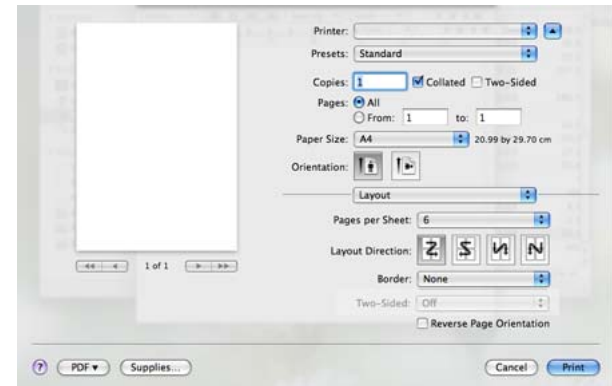 Printer:
Presets: Standard
Copies: 1 Collated Two-Sided
Pages: All
From: 1 to: 1
Paper Size: A4 20.99 by 29.70 cm
Orientation:
Layout
Pages per Sheet: 6
Layout Direction:
Border: None
Two-Sided: Off
Reverse Page Orientation
1 of 1
? PDF Supplies... Cancel Print